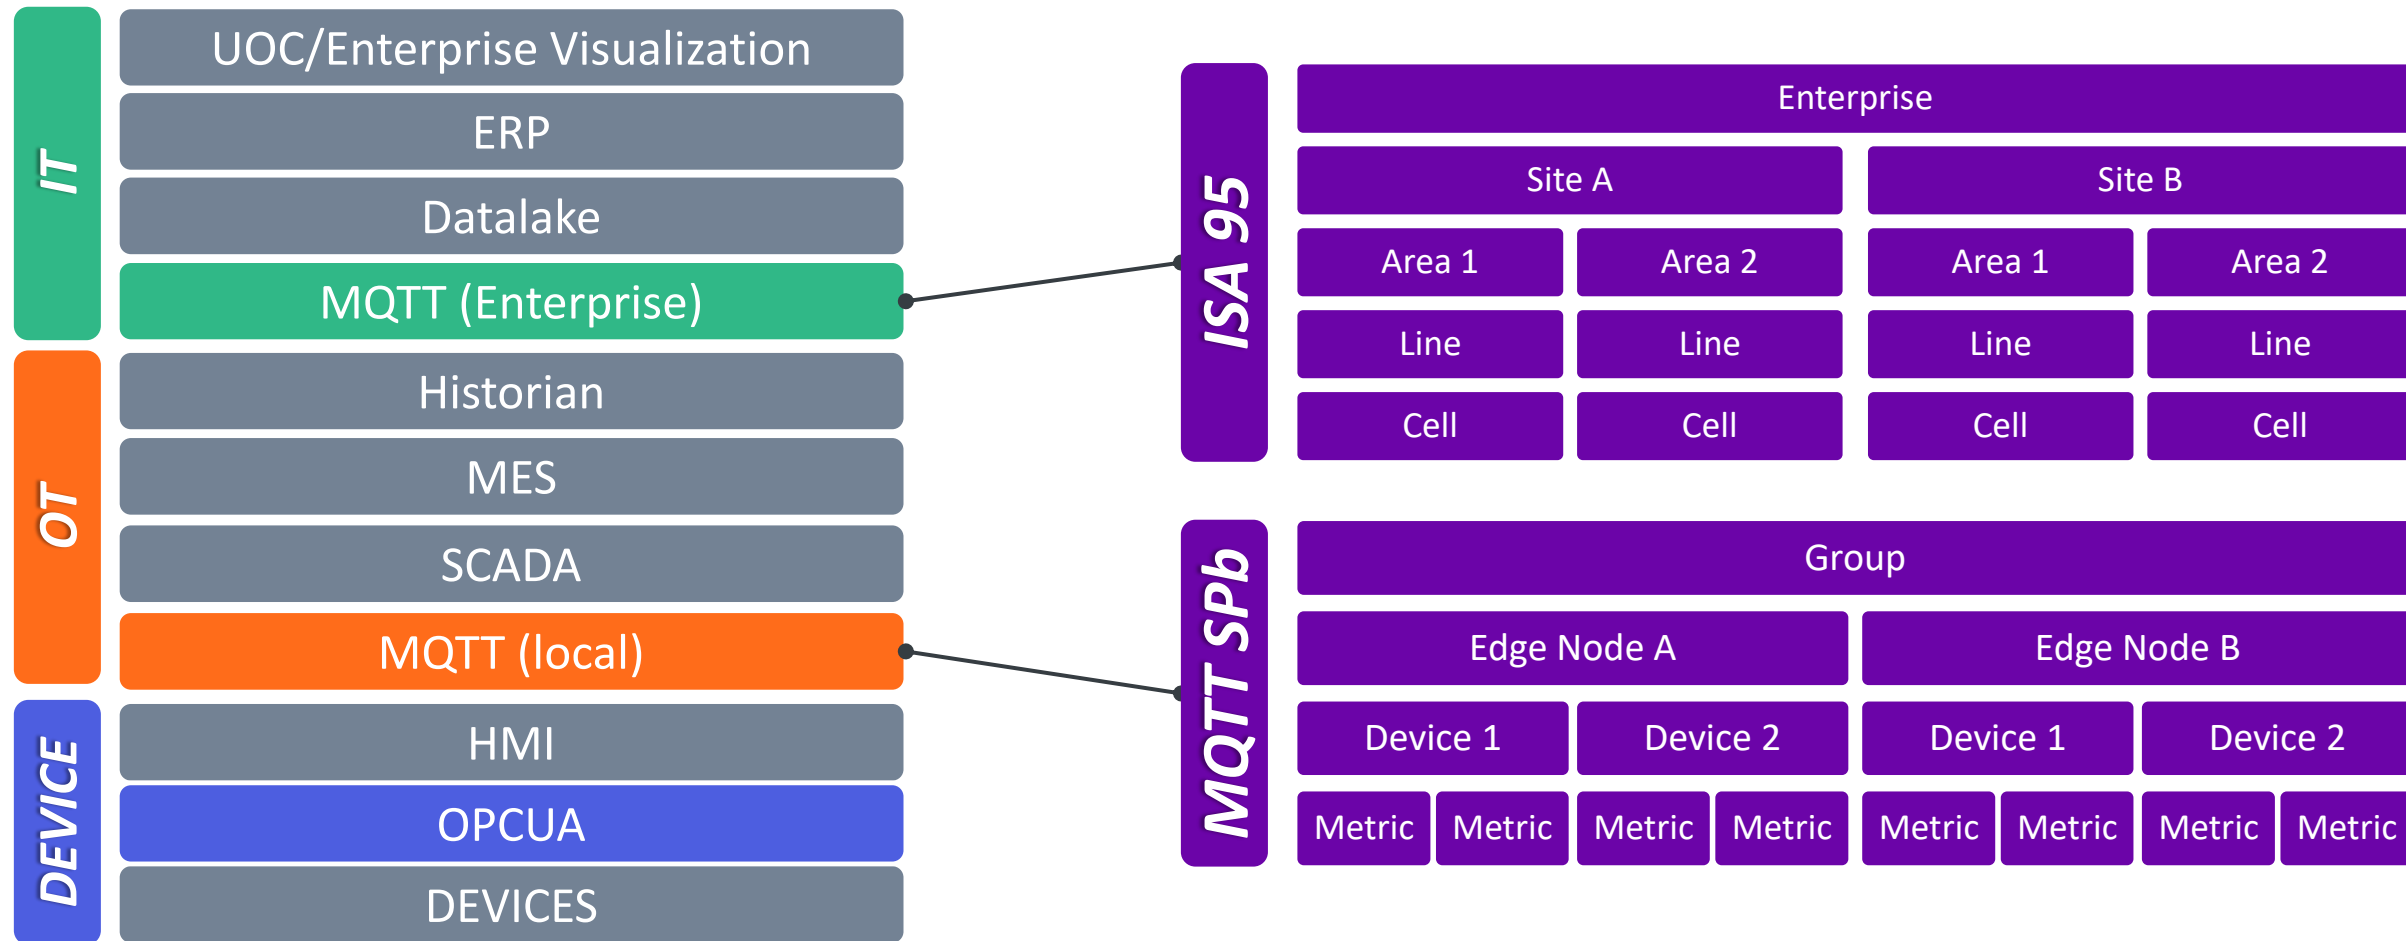 IT
UOC/Enterprise Visualization
ERP
Datalake
MQTT (Enterprise)
OT
Historian
MES
SCADA
MQTT (local)
DEVICE
HMI
OPCUA
DEVICES
ISA 95
Enterprise
Site A
Site B
Area 1
Area 2
Area 1
Area 2
Line
Line
Line
Line
Cell
Cell
Cell
Cell
MQTT SPb
Group
Edge Node A
Edge Node B
Device 1
Device 2
Device 1
Device 2
Metric
Metric
Metric
Metric
Metric
Metric
Metric
Metric